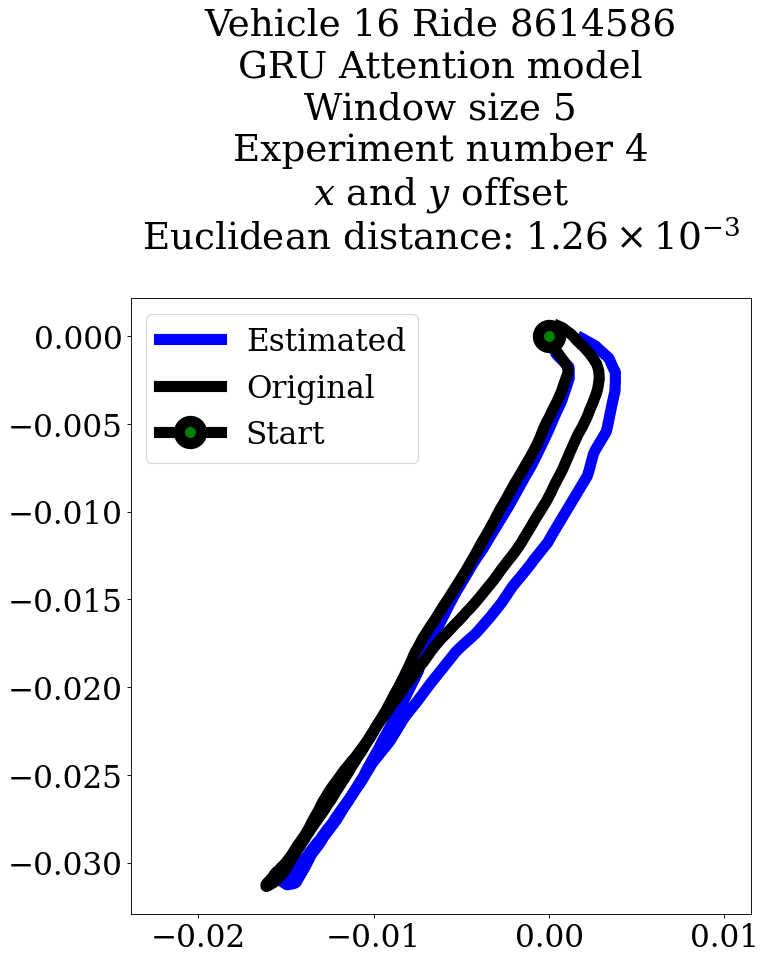 Vehicle 16 Ride 8614586
GRU Attention model
Window size 5
Experiment number 4
x and y offset
Euclidean distance: 1.26 × 10⁻³
Estimated
Original
Start
0.000
−0.005
−0.010
−0.015
−0.020
−0.025
−0.030
−0.02
−0.01
0.00
0.01